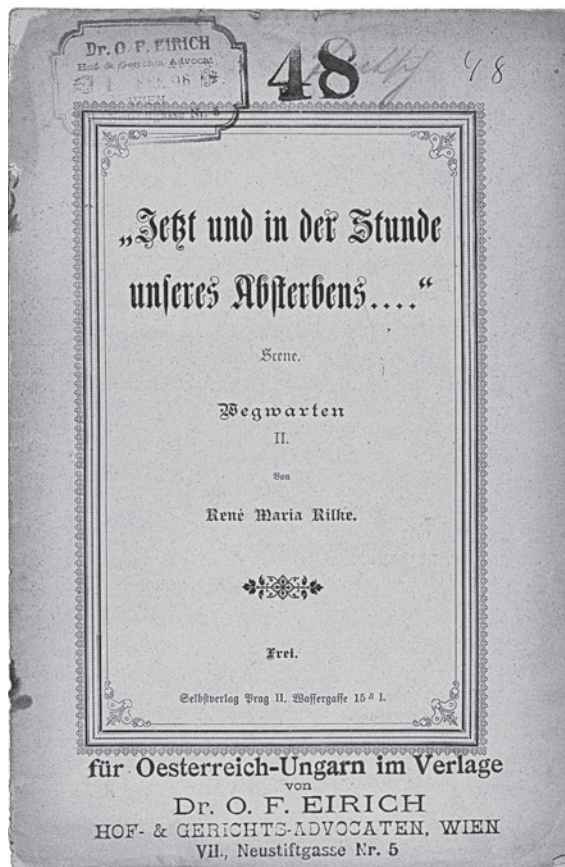 Dr. O. F. EIRICH
Hof- & Gerichts-Advocat
WIEN
Nr. 5
48
48
„Jetzt und in der Stunde
unseres Absterbens....“
Scene.
Wegwarten
II.
Von
René Maria Rilke.
Frei.
Selbstverlag Prag II. Wassergasse 15 B I.
für Oesterreich-Ungarn im Verlage
von
Dr. O. F. EIRICH
HOF- & GERICHTS-ADVOCATEN, WIEN
VII., Neustiftgasse Nr. 5